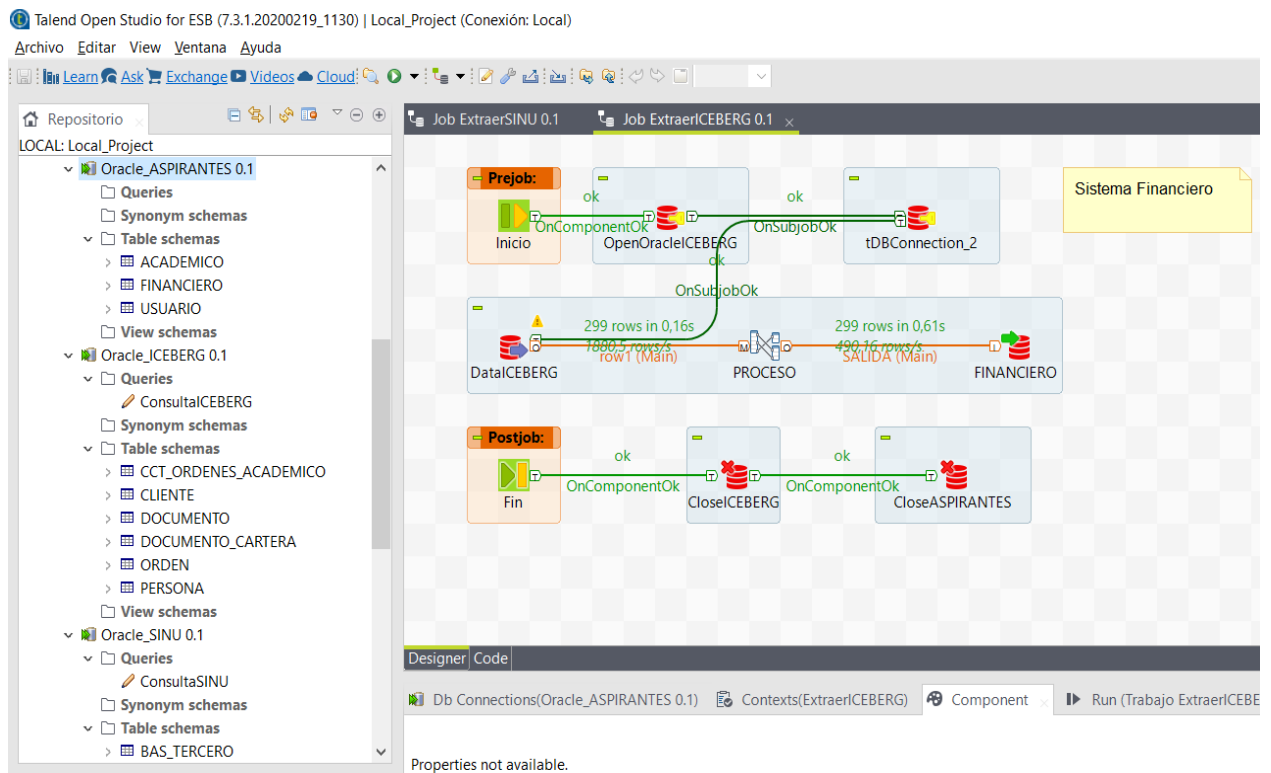 Talend Open Studio for ESB (7.3.1.20200219_1130) | Local_Project (Conexión: Local)
Archivo Editar View Ventana Ayuda
Learn Ask Exchange Videos Cloud
Repositorio
LOCAL: Local_Project
Oracle_ASPIRANTES 0.1
Queries
Synonym schemas
Table schemas
ACADEMICO
FINANCIERO
USUARIO
View schemas
Oracle_ICEBERG 0.1
Queries
ConsultaICEBERG
Synonym schemas
Table schemas
CCT_ORDENES_ACADEMICO
CLIENTE
DOCUMENTO
DOCUMENTO_CARTERA
ORDEN
PERSONA
View schemas
Oracle_SINU 0.1
Queries
ConsultaSINU
Synonym schemas
Table schemas
BAS_TERCERO
Job ExtraerSINU 0.1 Job ExtraerICEBERG 0.1
Prejob:
ok ok
OnComponentOk OnSubjobOk
Inicio OpenOracleICEBERG tDBConnection_2
Sistema Financiero
ok
OnSubjobOk
299 rows in 0,16s 299 rows in 0,61s
1880,5 rows/s 490,16 rows/s
row1 (Main) SALIDA (Main)
DataICEBERG PROCESO FINANCIERO
Postjob:
ok ok
OnComponentOk OnComponentOk
Fin CloseICEBERG CloseASPIRANTES
Designer Code
Db Connections(Oracle_ASPIRANTES 0.1) Contexts(ExtraerICEBERG) Component Run (Trabajo ExtraerICEBE
Properties not available.